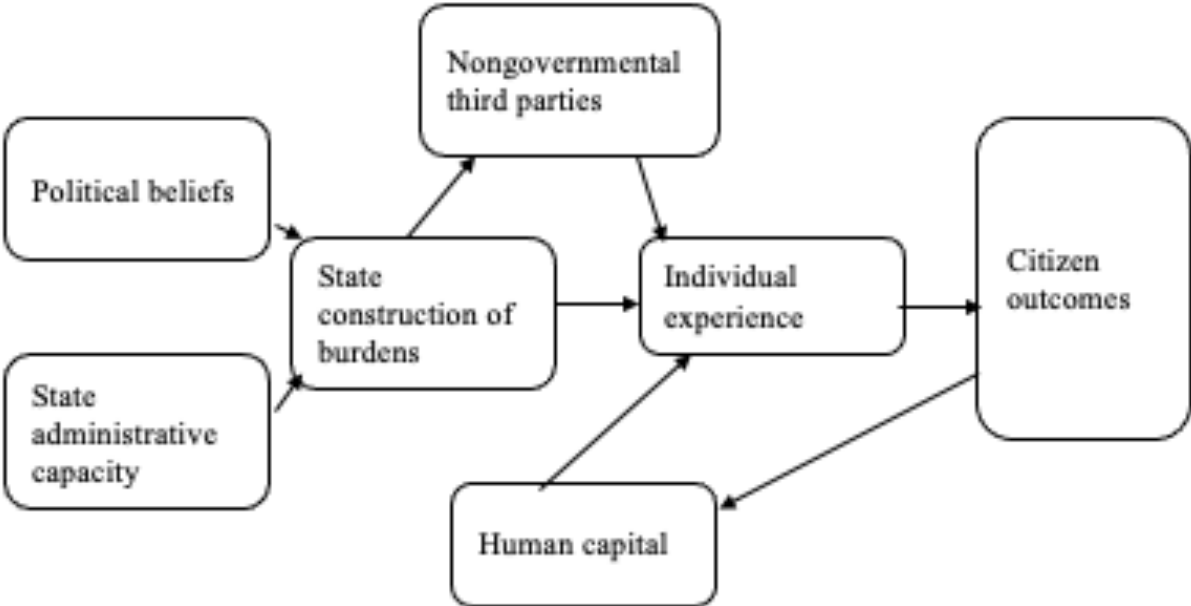 Nongovernmental
third parties
Political beliefs
State
construction of
burdens
Individual
experience
Citizen
outcomes
State
administrative
capacity
Human capital